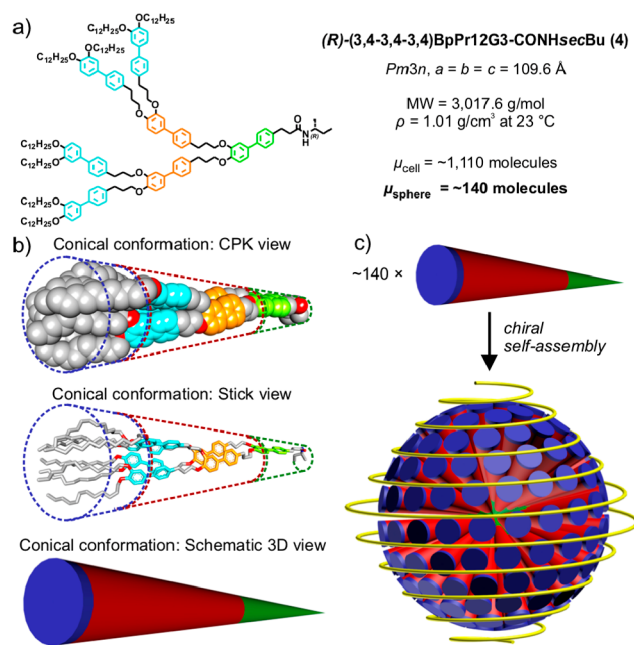 a)
OC₁₂H₂₅
C₁₂H₂₅O
OC₁₂H₂₅
C₁₂H₂₅O
O
O
O
O
O
N
H
(R)
C₁₂H₂₅O
C₁₂H₂₅O
O
O
C₁₂H₂₅O
C₁₂H₂₅O
O
O
(R)-(3,4-3,4-3,4)BpPr12G3-CONHsecBu (4)
Pm3n, a = b = c = 109.6 Å
MW = 3,017.6 g/mol
ρ = 1.01 g/cm³ at 23 °C
μcell = ~1,110 molecules
μsphere = ~140 molecules
b)
Conical conformation: CPK view
Conical conformation: Stick view
Conical conformation: Schematic 3D view
c)
~140 ×
chiral
self-assembly